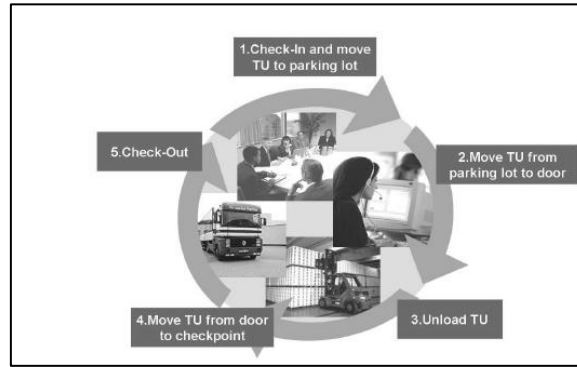 1.Check-In and move
TU to parking lot
2.Move TU from
parking lot to door
3.Unload TU
4.Move TU from door
to checkpoint
5.Check-Out